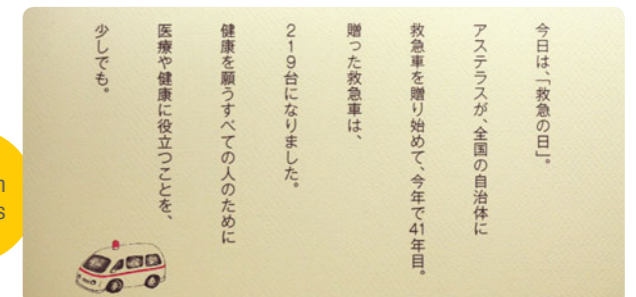 今日は、「救急の日」。
アステラスが、全国の自治体に
救急車を贈り始めて、今年で41年目。
贈った救急車は、
219台になりました。
健康を願うすべての人のために
医療や健康に役立つことを、
少しでも。